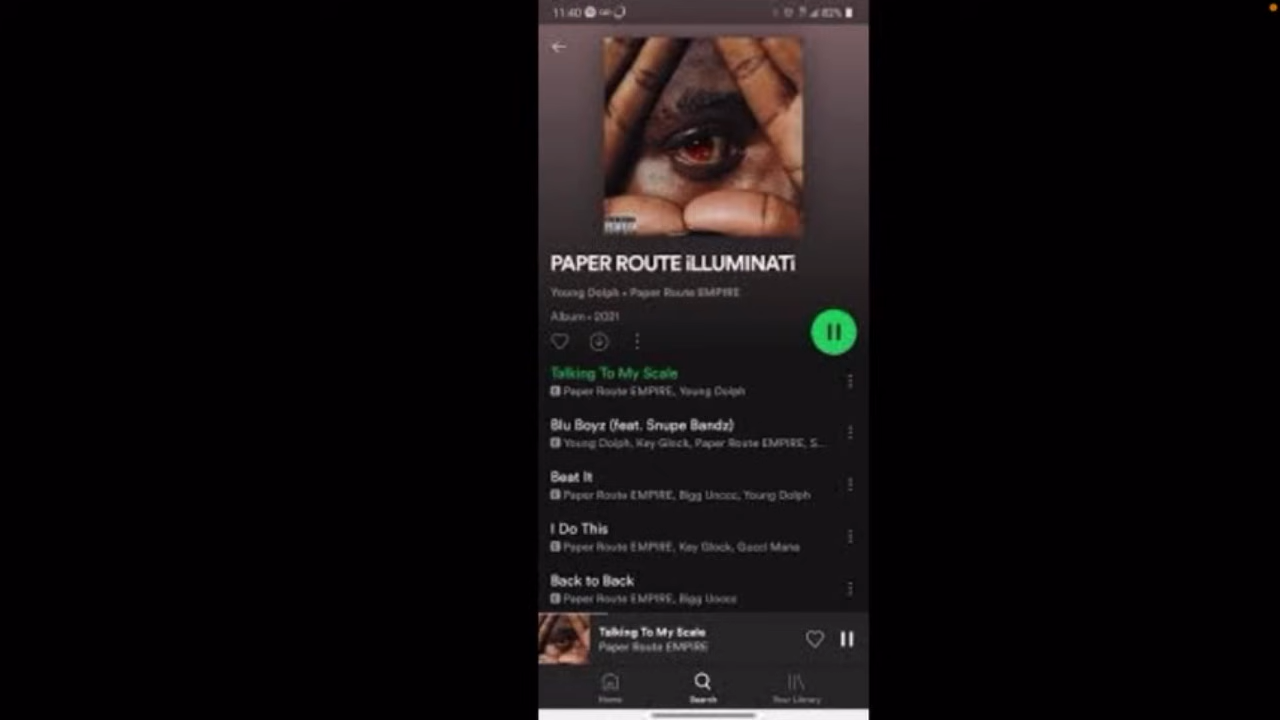 11:40
82%
PAPER ROUTE iLLUMINATi
Young Dolph • Paper Route EMPIRE
Album • 2021
Talking To My Scale
E Paper Route EMPIRE, Young Dolph
Blu Boyz (feat. Snupe Bandz)
E Young Dolph, Key Glock, Paper Route EMPIRE, S...
Beat It
E Paper Route EMPIRE, Bigg Unccc, Young Dolph
I Do This
E Paper Route EMPIRE, Key Glock, Gucci Mane
Back to Back
E Paper Route EMPIRE, Bigg Unccc
Talking To My Scale
Paper Route EMPIRE
Home
Search
Your Library